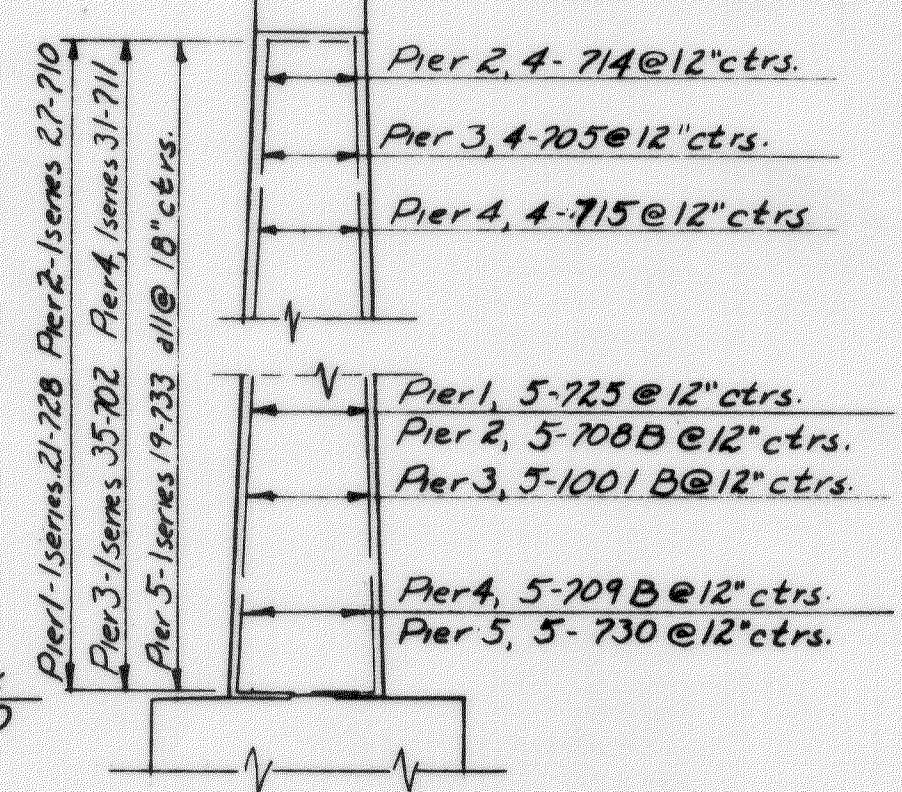 Pier 1-1 series 21-728 Pier 2-1 series 27-710
Pier 3-1 series 35-702 Pier 4, 1 series 31-711
Pier 5-1 series 19-733 all @ 18" ctrs.
Pier 2, 4- 714 @ 12" ctrs.
Pier 3, 4-705 @ 12" ctrs.
Pier 4, 4-715 @ 12" ctrs
Pier 1, 5-725 @ 12" ctrs.
Pier 2, 5-708B @ 12" ctrs.
Pier 3, 5-1001 B @ 12" ctrs.
Pier 4, 5-709 B @ 12" ctrs.
Pier 5, 5- 730 @ 12" ctrs.